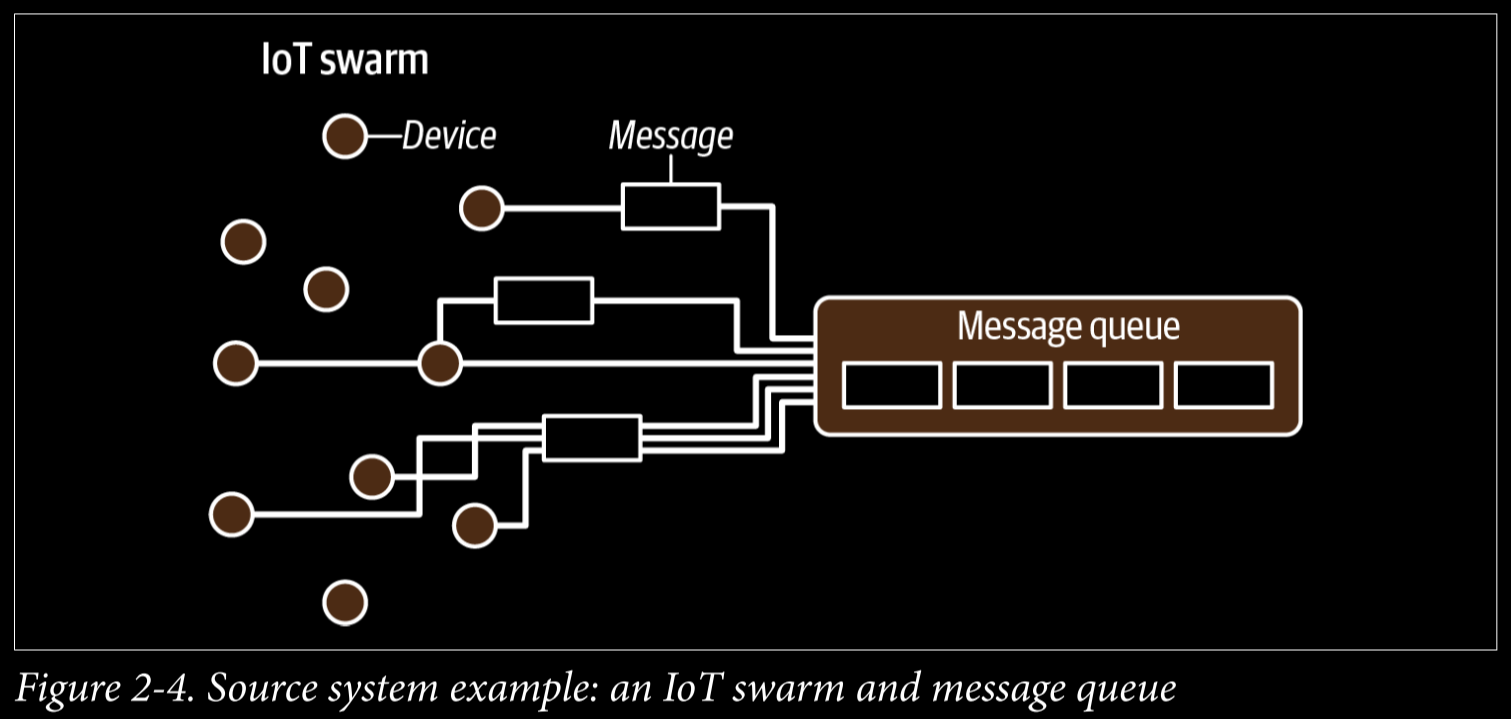 IoT swarm
Device
Message
Message queue
Figure 2-4. Source system example: an IoT swarm and message queue